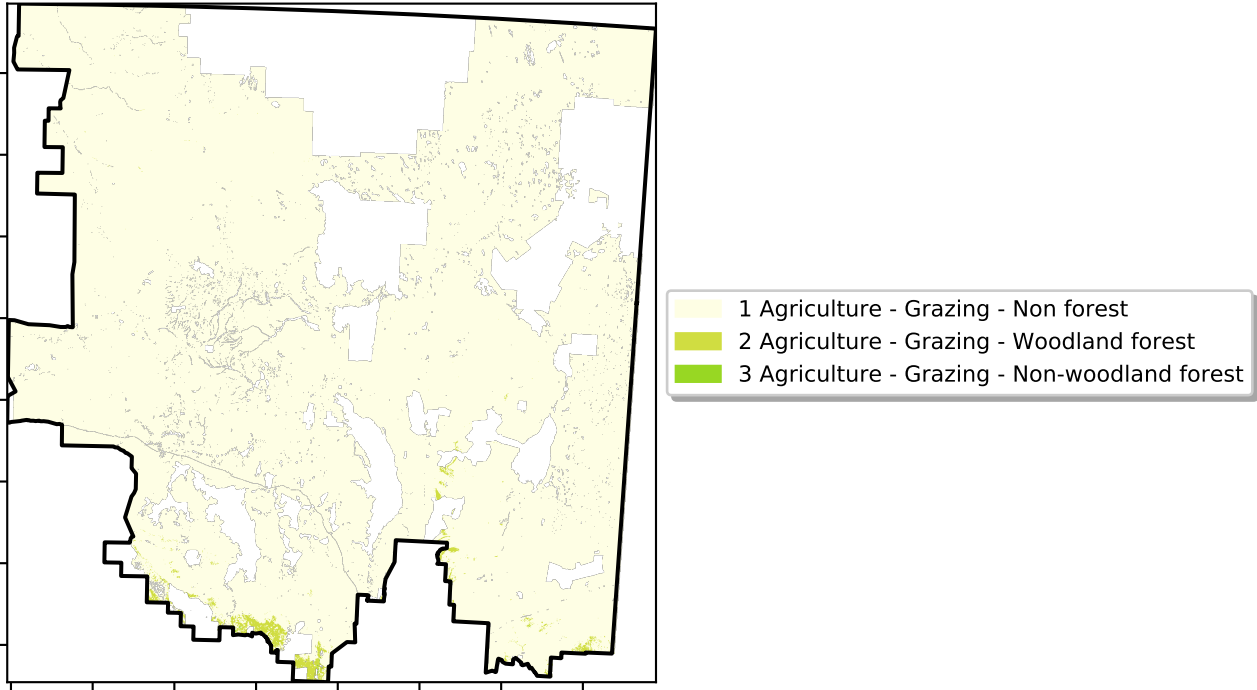 1 Agriculture - Grazing - Non forest
2 Agriculture - Grazing - Woodland forest
3 Agriculture - Grazing - Non-woodland forest